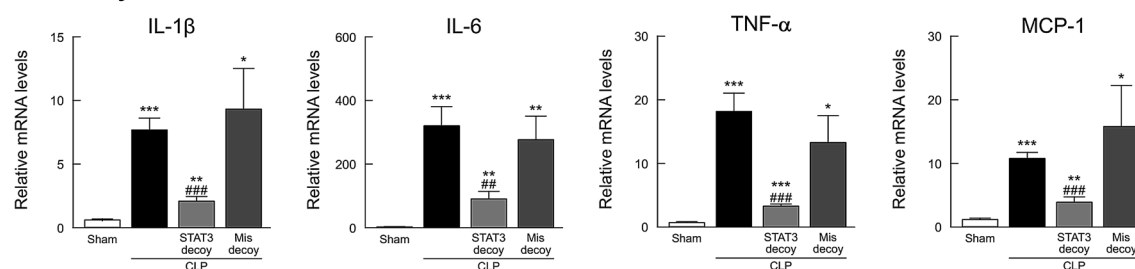 IL-1β
Relative mRNA levels
15
10
5
0
***
**
###
*
Sham
STAT3
decoy
Mis
decoy
CLP
IL-6
Relative mRNA levels
600
400
200
0
***
**
##
**
Sham
STAT3
decoy
Mis
decoy
CLP
TNF-α
Relative mRNA levels
30
20
10
0
***
***
###
*
Sham
STAT3
decoy
Mis
decoy
CLP
MCP-1
Relative mRNA levels
30
20
10
0
***
**
###
*
Sham
STAT3
decoy
Mis
decoy
CLP